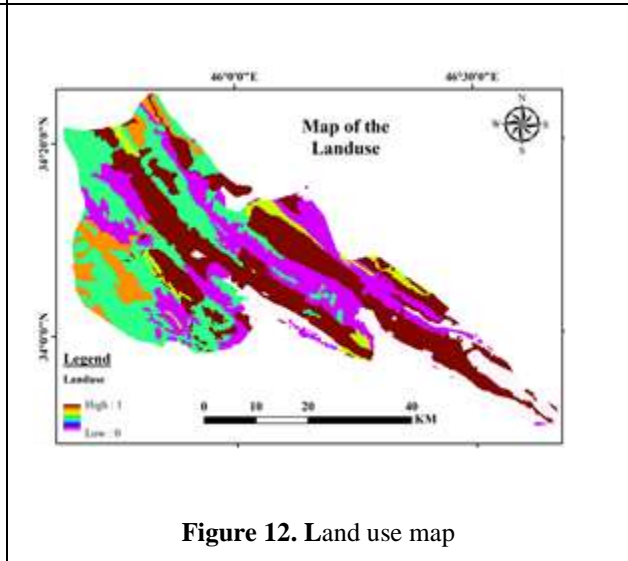 46°0'0"E 46°30'0"E
Map of the
Landuse
N
W E
S
34°20'0"N
34°0'0"N
Legend
Landuse
High : 1
Low : 0
0 10 20 40
KM
Figure 12. Land use map